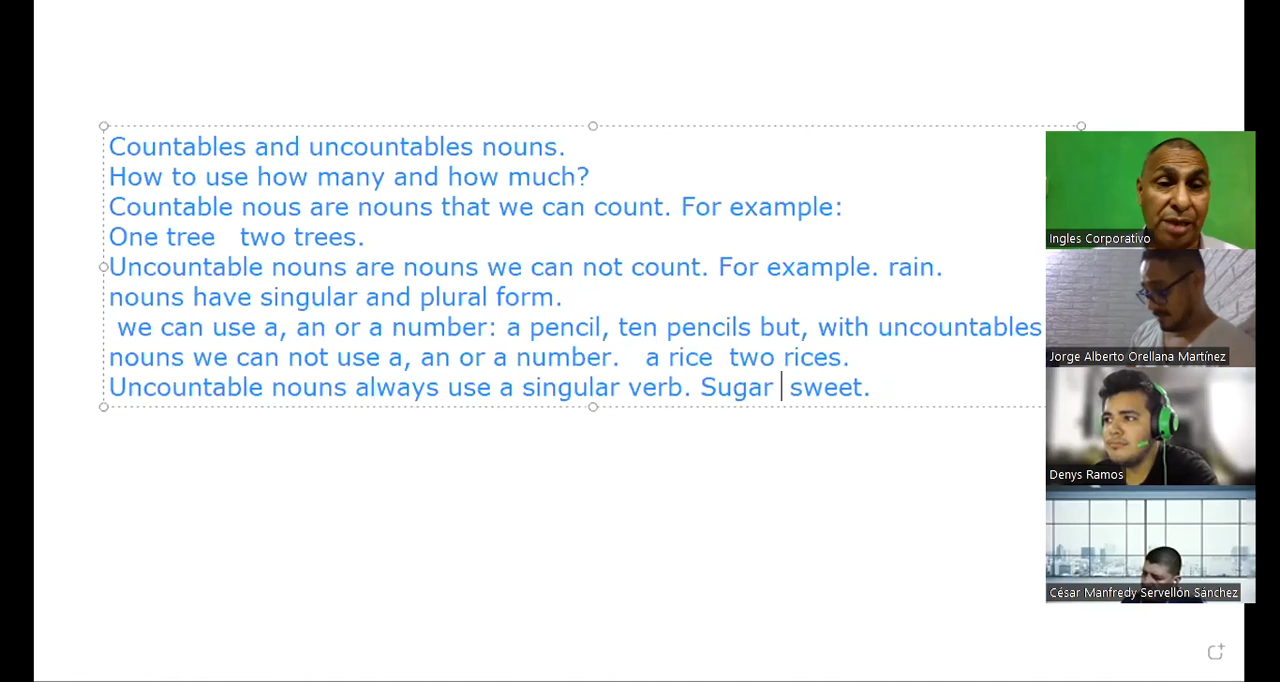 Countables and uncountables nouns.
How to use how many and how much?
Countable nous are nouns that we can count. For example:
One tree two trees.
Uncountable nouns are nouns we can not count. For example. rain.
nouns have singular and plural form.
we can use a, an or a number: a pencil, ten pencils but, with uncountables
nouns we can not use a, an or a number. a rice two rices.
Uncountable nouns always use a singular verb. Sugar sweet.
Ingles Corporativo
Jorge Alberto Orellana Martínez
Denys Ramos
César Manfredy Servellón Sánchez